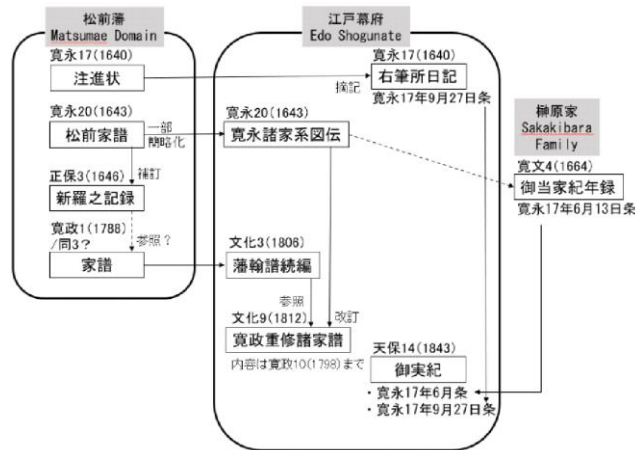 松前藩
Matsumae Domain
江戸幕府
Edo Shogunate
榊原家
Sakakibara
Family
寛永17(1640)
注進状
寛永20(1643)
松前家譜
一部
簡略化
補訂
正保3(1646)
新羅之記録
寛政1(1788)
/同3?
参照?
家譜
寛永17(1640)
右筆所日記
摘記
寛永17年9月27日条
寛永20(1643)
寛永諸家系図伝
文化3(1806)
藩翰譜続編
参照
改訂
文化9(1812)
寛政重修諸家譜
内容は寛政10(1798)まで
天保14(1843)
御実紀
・寛永17年6月条
・寛永17年9月27日条
寛文4(1664)
御当家紀年録
寛永17年6月13日条